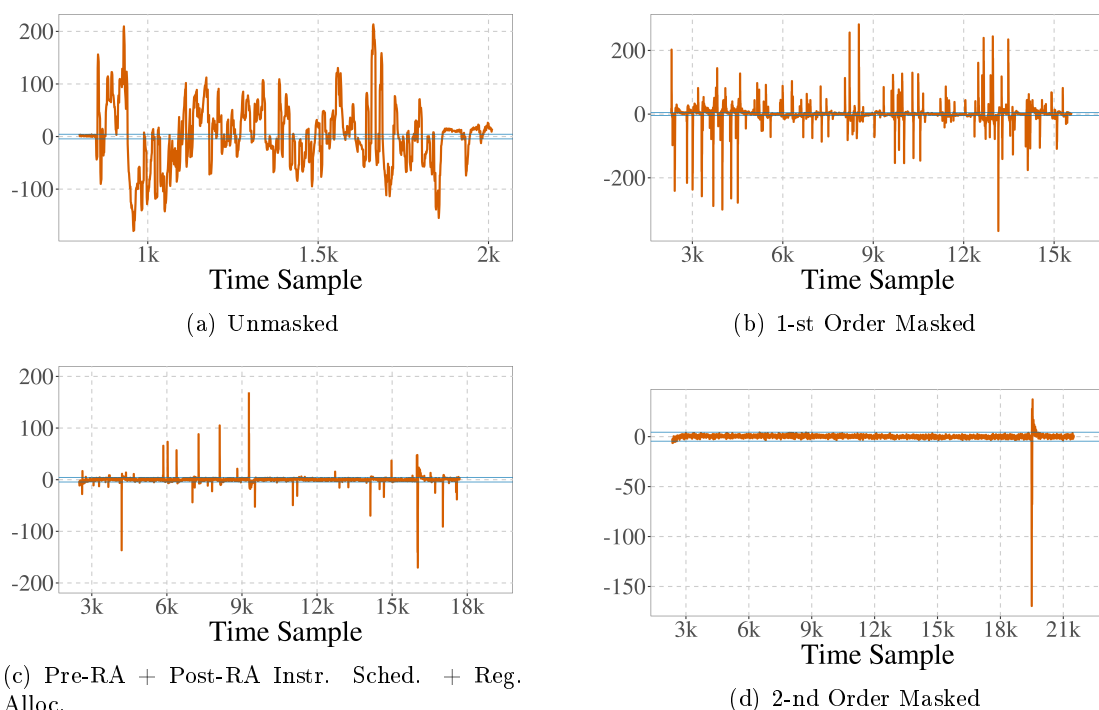 200
100
0
-100
1k
1.5k
2k
Time Sample
(a) Unmasked
200
0
-200
3k
6k
9k
12k
15k
Time Sample
(b) 1-st Order Masked
200
100
0
-100
-200
3k
6k
9k
12k
15k
18k
Time Sample
(c) Pre-RA + Post-RA Instr. Sched. + Reg.
Alloc.
0
-50
-100
-150
3k
6k
9k
12k
15k
18k
21k
Time Sample
(d) 2-nd Order Masked